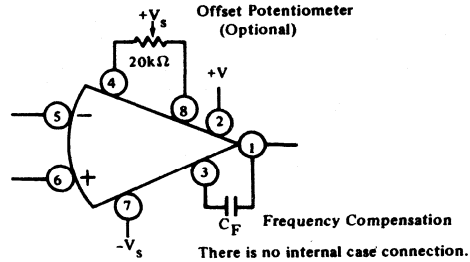 Offset Potentiometer
(Optional)
+Vs
20kΩ
+V
4
8
2
5
−
1
6
+
3
7
CF
Frequency Compensation
−Vs
There is no internal case connection.